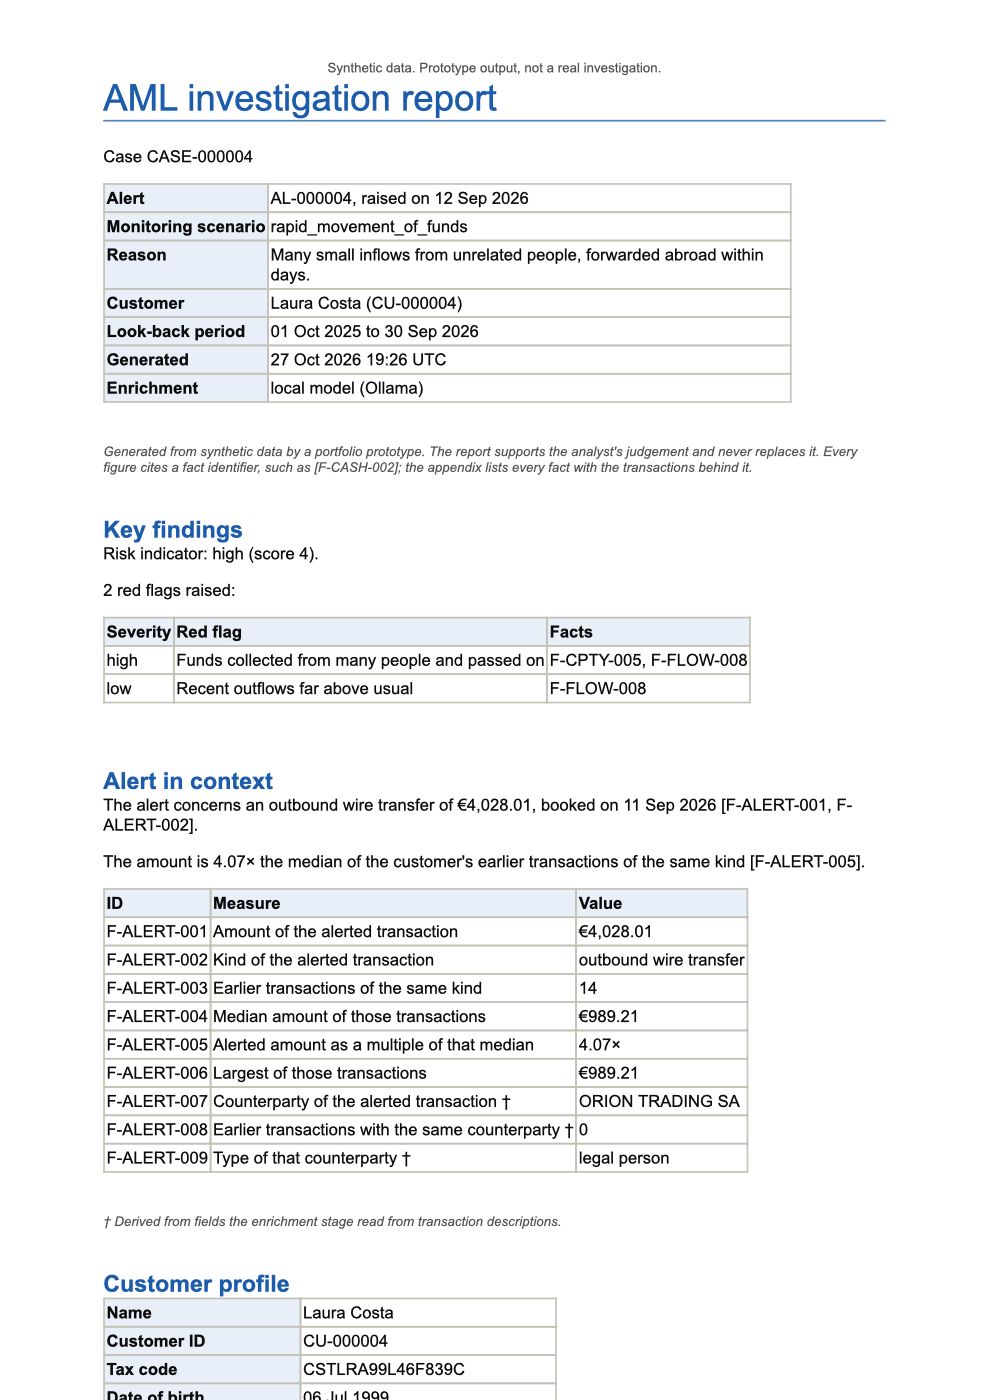 Synthetic data. Prototype output, not a real investigation.
AML investigation report
Case CASE-000004
Alert AL-000004, raised on 12 Sep 2026
Monitoring scenario rapid_movement_of_funds
Reason Many small inflows from unrelated people, forwarded abroad within
days.
Customer Laura Costa (CU-000004)
Look-back period 01 Oct 2025 to 30 Sep 2026
Generated 27 Oct 2026 19:26 UTC
Enrichment local model (Ollama)
Generated from synthetic data by a portfolio prototype. The report supports the analyst's judgement and never replaces it. Every
figure cites a fact identifier, such as [F-CASH-002]; the appendix lists every fact with the transactions behind it.
Key findings
Risk indicator: high (score 4).
2 red flags raised:
Severity Red flag Facts
high Funds collected from many people and passed on F-CPTY-005, F-FLOW-008
low Recent outflows far above usual F-FLOW-008
Alert in context
The alert concerns an outbound wire transfer of €4,028.01, booked on 11 Sep 2026 [F-ALERT-001, F-
ALERT-002].
The amount is 4.07× the median of the customer's earlier transactions of the same kind [F-ALERT-005].
ID Measure Value
F-ALERT-001 Amount of the alerted transaction €4,028.01
F-ALERT-002 Kind of the alerted transaction outbound wire transfer
F-ALERT-003 Earlier transactions of the same kind 14
F-ALERT-004 Median amount of those transactions €989.21
F-ALERT-005 Alerted amount as a multiple of that median 4.07×
F-ALERT-006 Largest of those transactions €989.21
F-ALERT-007 Counterparty of the alerted transaction † ORION TRADING SA
F-ALERT-008 Earlier transactions with the same counterparty † 0
F-ALERT-009 Type of that counterparty † legal person
† Derived from fields the enrichment stage read from transaction descriptions.
Customer profile
Name Laura Costa
Customer ID CU-000004
Tax code CSTLRA99L46F839C
Date of birth 06 Jul 1999